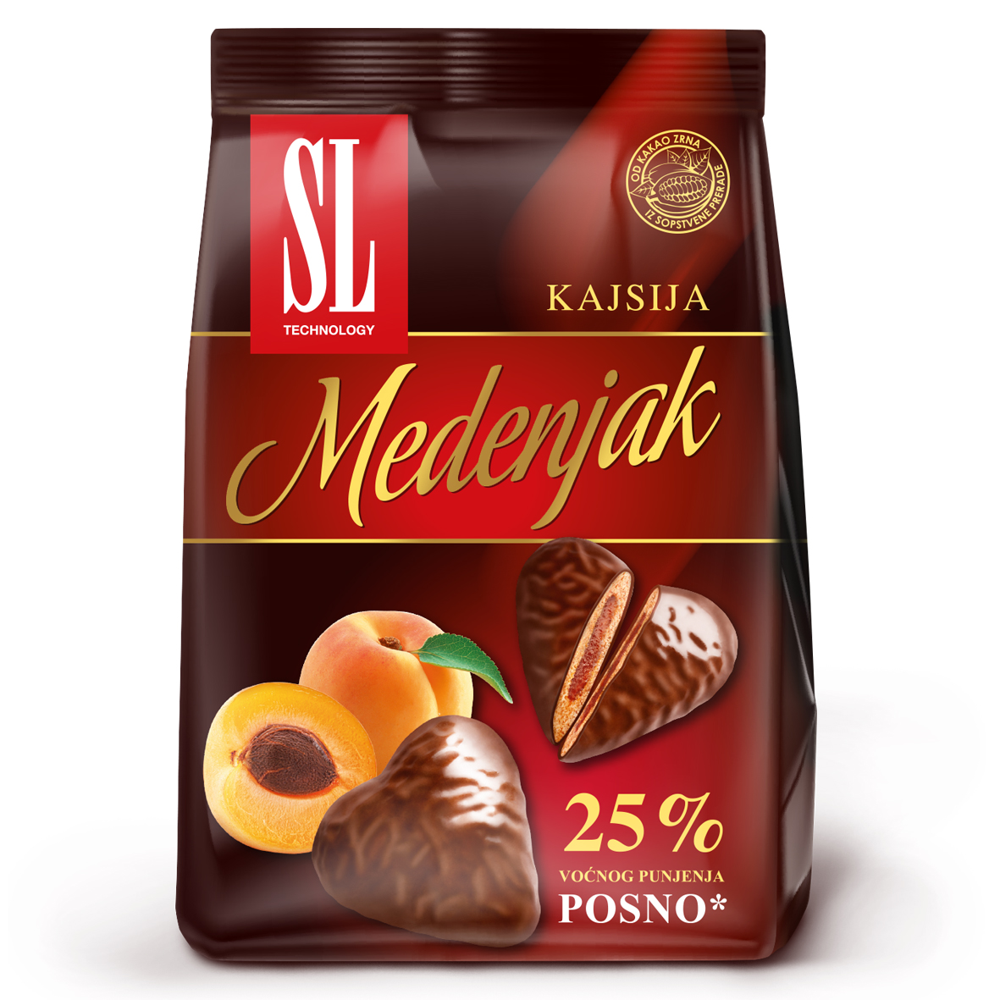 SL
TECHNOLOGY
OD KAKAO ZRNA
IZ SOPSTVENE PRERADE
KAJSIJA
Medenjak
25%
VOĆNOG PUNJENJA
POSNO*